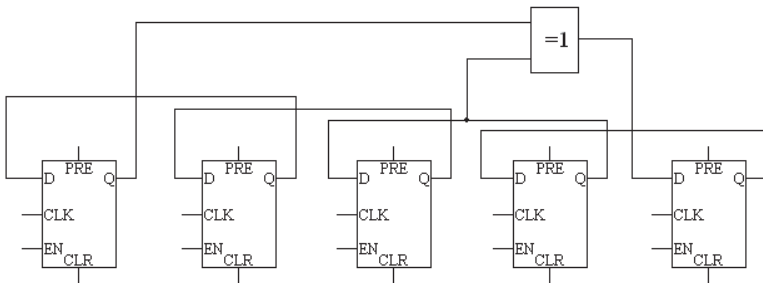 =1
PRE PRE PRE PRE PRE
D Q D Q D Q D Q D Q
CLK CLK CLK CLK CLK
EN EN EN EN EN
CLR CLR CLR CLR CLR